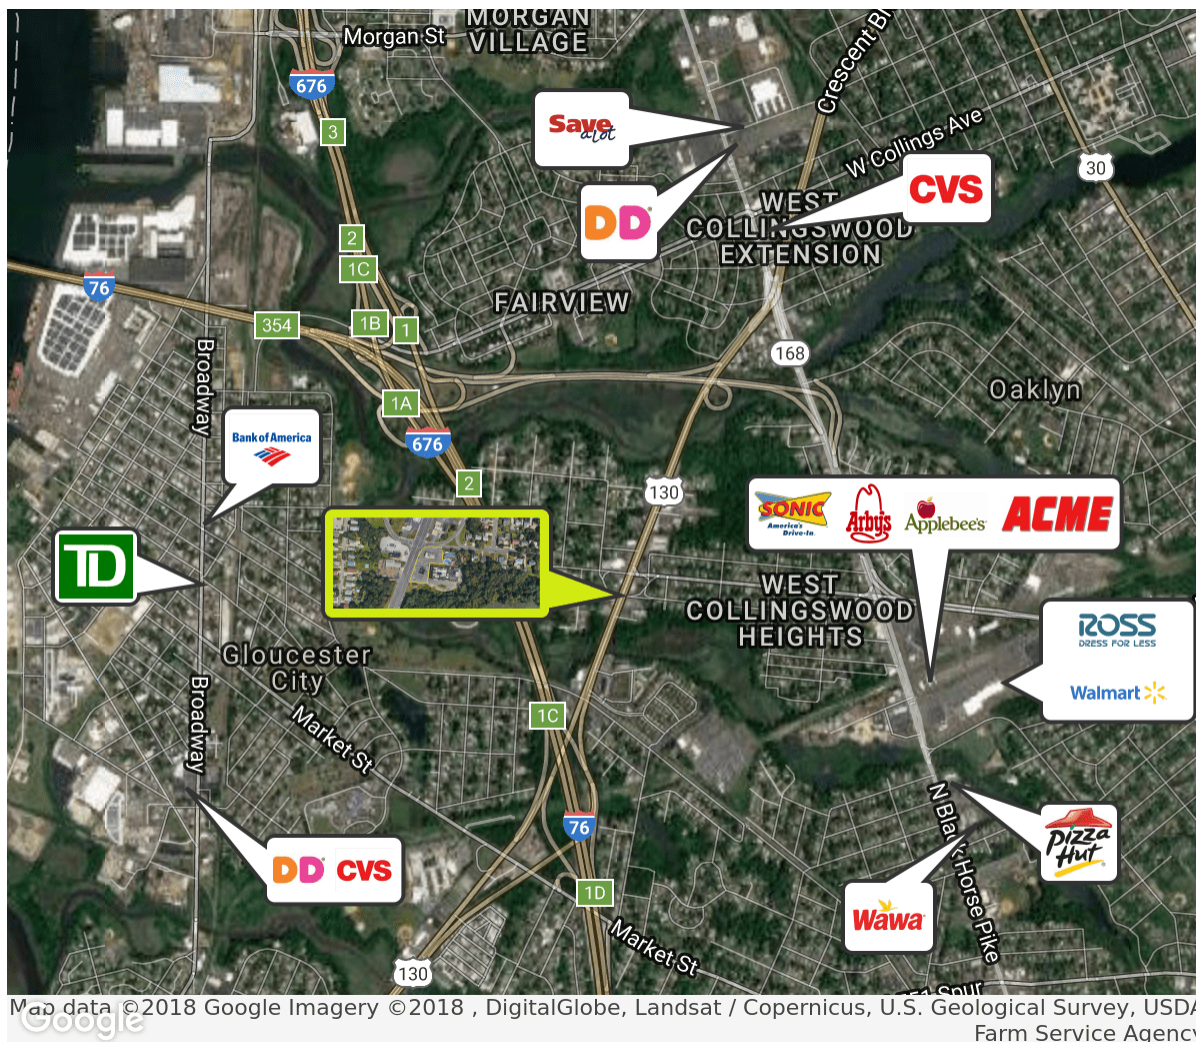 MORGAN
VILLAGE
Morgan St
676
3
Save
a lot
Crescent Bl
W Collings Ave
30
DD
CVS
WEST
COLLINGSWOOD
EXTENSION
2
1C
76
FAIRVIEW
354
1B
1
168
Broadway
Oaklyn
1A
Bank of America
676
2
130
SONIC
America's
Drive-In
Arby's
Applebee's
ACME
TD
WEST
COLLINGSWOOD
HEIGHTS
ROSS
DRESS FOR LESS
Walmart
Gloucester
City
Broadway
Market St
1C
76
N Black Horse Pike
Pizza
Hut
DD CVS
1D
Wawa
Market St
130
Map data ©2018 Google Imagery ©2018 , DigitalGlobe, Landsat / Copernicus, U.S. Geological Survey, USDA
Google
Farm Service Agency